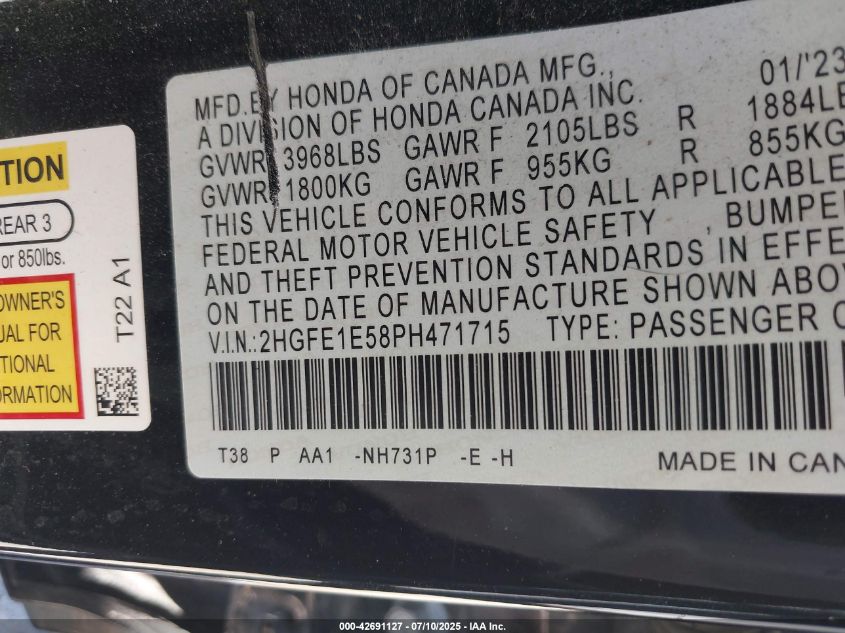 TION
REAR 3
or 850lbs.
OWNER'S
UAL FOR
TIONAL
FORMATION
T22 A1
MFD.BY HONDA OF CANADA MFG., 01/'23
A DIVISION OF HONDA CANADA INC.
GVWR 3968LBS GAWR F 2105LBS R 1884LB
GVWR 1800KG GAWR F 955KG R 855KG
THIS VEHICLE CONFORMS TO ALL APPLICABLE
FEDERAL MOTOR VEHICLE SAFETY , BUMPER
AND THEFT PREVENTION STANDARDS IN EFFE
ON THE DATE OF MANUFACTURE SHOWN ABO
V.I.N.:2HGFE1E58PH471715 TYPE: PASSENGER C
T38 P AA1 -NH731P -E -H
MADE IN CAN
000-42691127 - 07/10/2025 - IAA Inc.